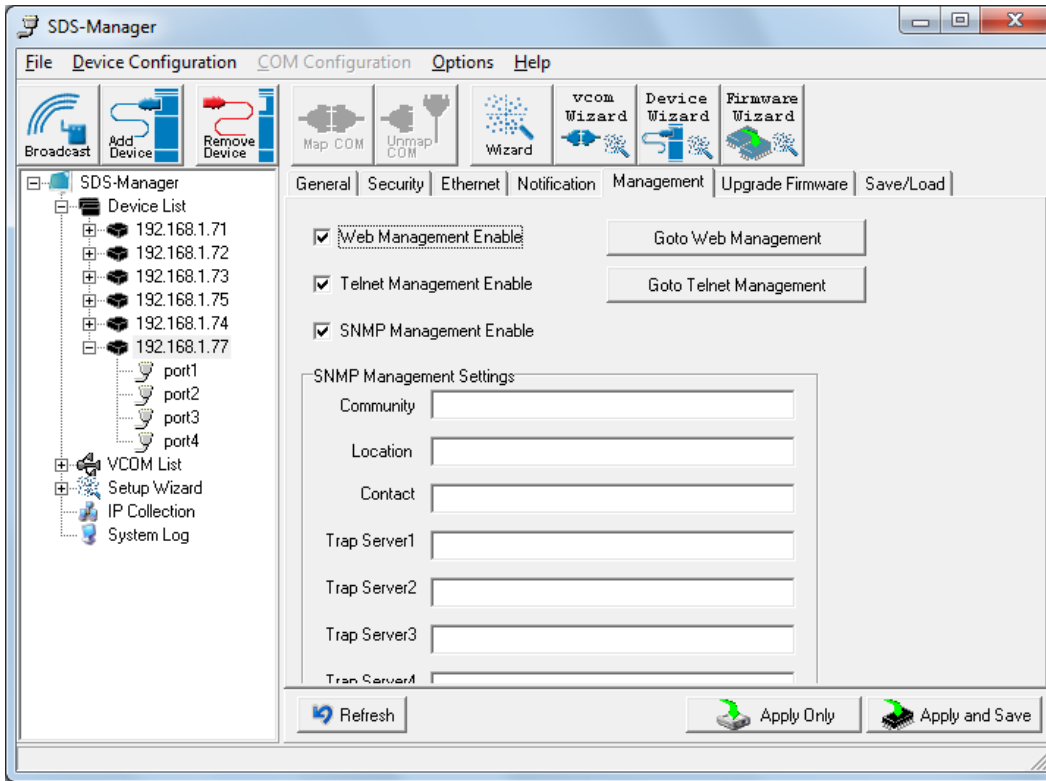 SDS-Manager
File Device Configuration COM Configuration Options Help
Broadcast
Add Device
Remove Device
Map COM
Unmap COM
Wizard
vcom Wizard
Device Wizard
Firmware Wizard
SDS-Manager
Device List
192.168.1.71
192.168.1.72
192.168.1.73
192.168.1.75
192.168.1.74
192.168.1.77
port1
port2
port3
port4
VCOM List
Setup Wizard
IP Collection
System Log
General Security Ethernet Notification Management Upgrade Firmware Save/Load
Web Management Enable Goto Web Management
Telnet Management Enable Goto Telnet Management
SNMP Management Enable
SNMP Management Settings
Community
Location
Contact
Trap Server1
Trap Server2
Trap Server3
Trap Server4
Refresh Apply Only Apply and Save